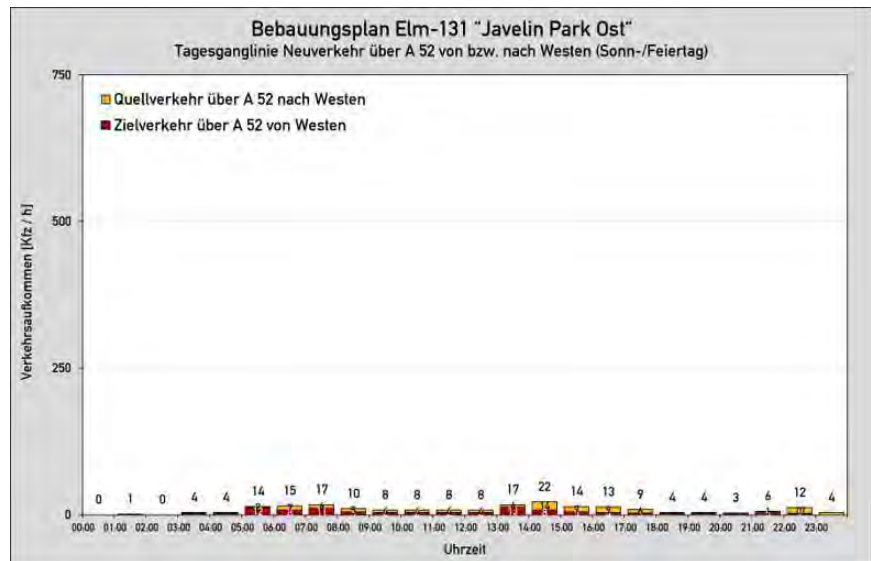 Bebauungsplan Elm-131 "Javelin Park Ost"
Tagesganglinie Neuverkehr über A 52 von bzw. nach Westen (Sonn-/Feiertag)
750
Quellverkehr über A 52 nach Westen
Zielverkehr über A 52 von Westen
500
Verkehrsaufkommen [Kfz / h]
250
0 1 0 4 4 14 15 17 10 8 8 8 8 17 22 14 13 9 4 4 3 6 12 4
0
00:00 01:00 02:00 03:00 04:00 05:00 06:00 07:00 08:00 09:00 10:00 11:00 12:00 13:00 14:00 15:00 16:00 17:00 18:00 19:00 20:00 21:00 22:00 23:00
Uhrzeit